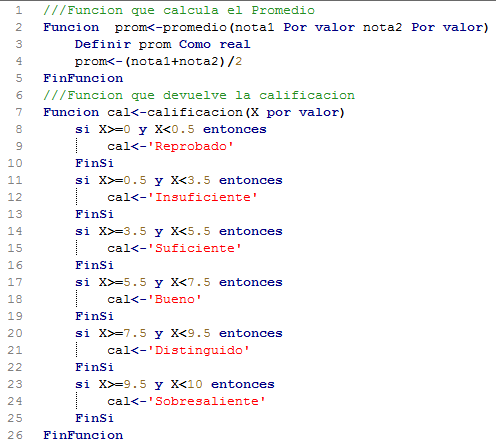 1 ///Funcion que calcula el Promedio
2 Funcion  prom<-promedio(nota1 Por valor nota2 Por valor)
3     Definir prom Como real
4     prom<-(nota1+nota2)/2
5 FinFuncion
6 ///Funcion que devuelve la calificacion
7 Funcion cal<-calificacion(X por valor)
8     si X>=0 y X<0.5 entonces
9         cal<-'Reprobado'
10     FinSi
11     si X>=0.5 y X<3.5 entonces
12         cal<-'Insuficiente'
13     FinSi
14     si X>=3.5 y X<5.5 entonces
15         cal<-'Suficiente'
16     FinSi
17     si X>=5.5 y X<7.5 entonces
18         cal<-'Bueno'
19     FinSi
20     si X>=7.5 y X<9.5 entonces
21         cal<-'Distinguido'
22     FinSi
23     si X>=9.5 y X<10 entonces
24         cal<-'Sobresaliente'
25     FinSi
26 FinFuncion